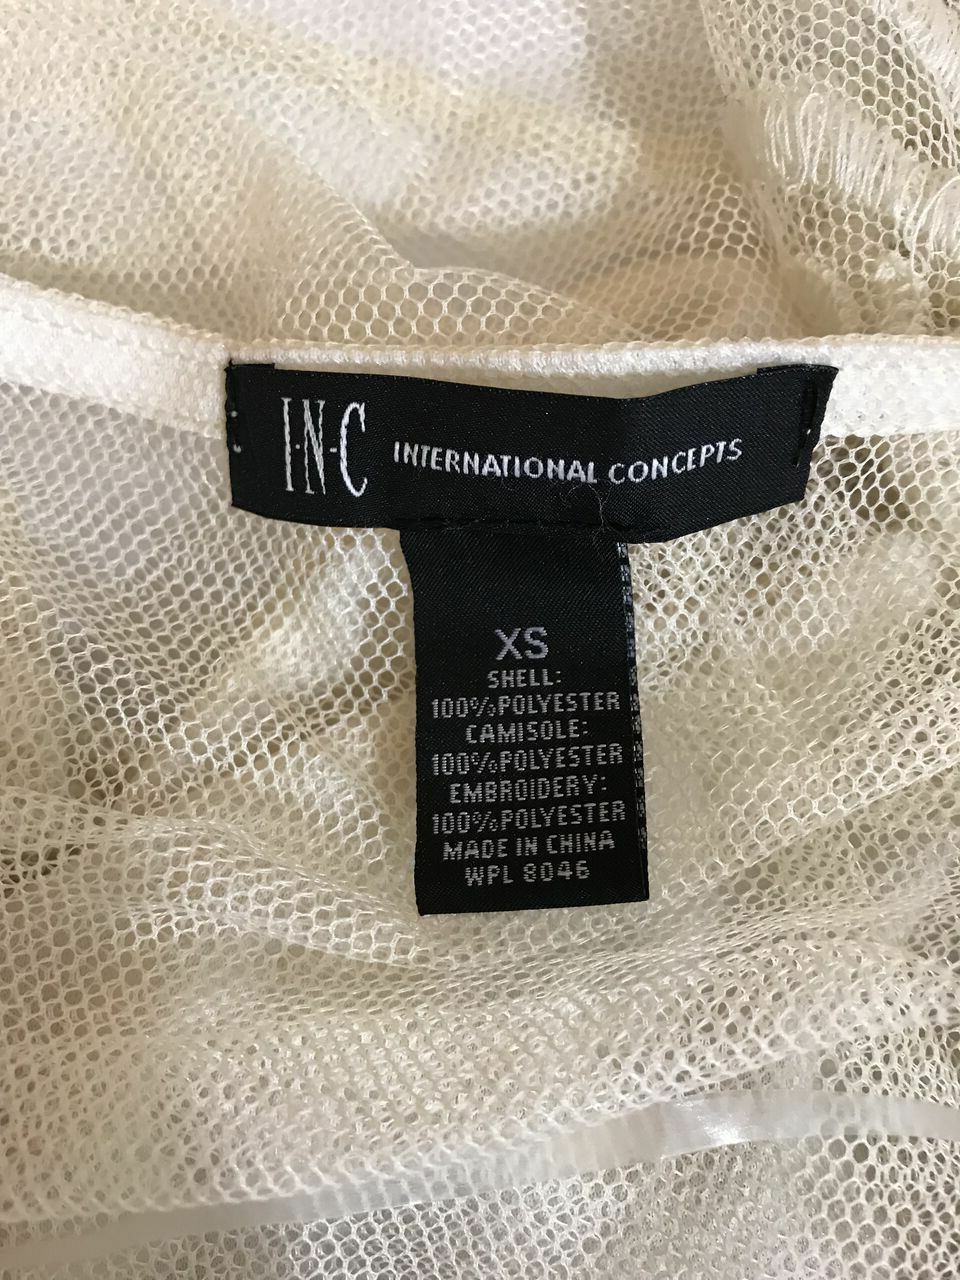 I·N·C INTERNATIONAL CONCEPTS
XS
SHELL:
100%POLYESTER
CAMISOLE:
100%POLYESTER
EMBROIDERY:
100%POLYESTER
MADE IN CHINA
WPL 8046